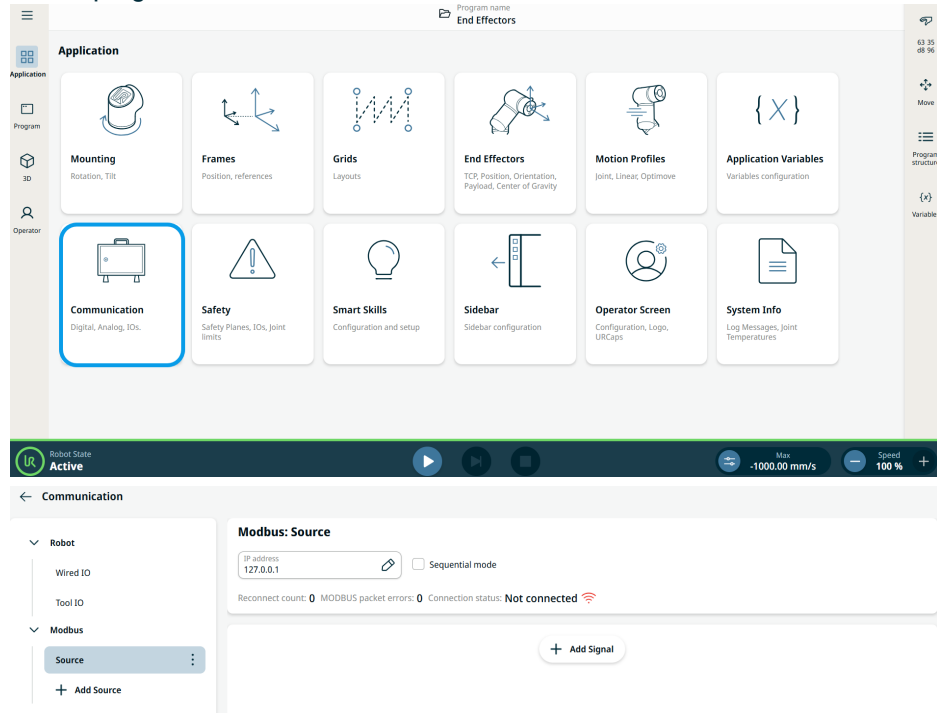 Program name
End Effectors
Application
63 35
d8 96
Application
Move
Program
Mounting
Rotation, Tilt
Frames
Position, references
Grids
Layouts
End Effectors
TCP, Position, Orientation,
Payload, Center of Gravity
Motion Profiles
Joint, Linear, Optimove
Application Variables
Variables configuration
Program
structure
3D
{x}
Variable
Operator
Communication
Digital, Analog, IOs.
Safety
Safety Planes, IOs, Joint
limits
Smart Skills
Configuration and setup
Sidebar
Sidebar configuration
Operator Screen
Configuration, Logo,
URCaps
System Info
Log Messages, Joint
Temperatures
Robot State
Active
Max
-1000.00 mm/s
Speed
100 %
Communication
Robot
Wired IO
Tool IO
Modbus
Source
Add Source
Modbus: Source
IP address
127.0.0.1
Sequential mode
Reconnect count: 0 MODBUS packet errors: 0 Connection status: Not connected
Add Signal